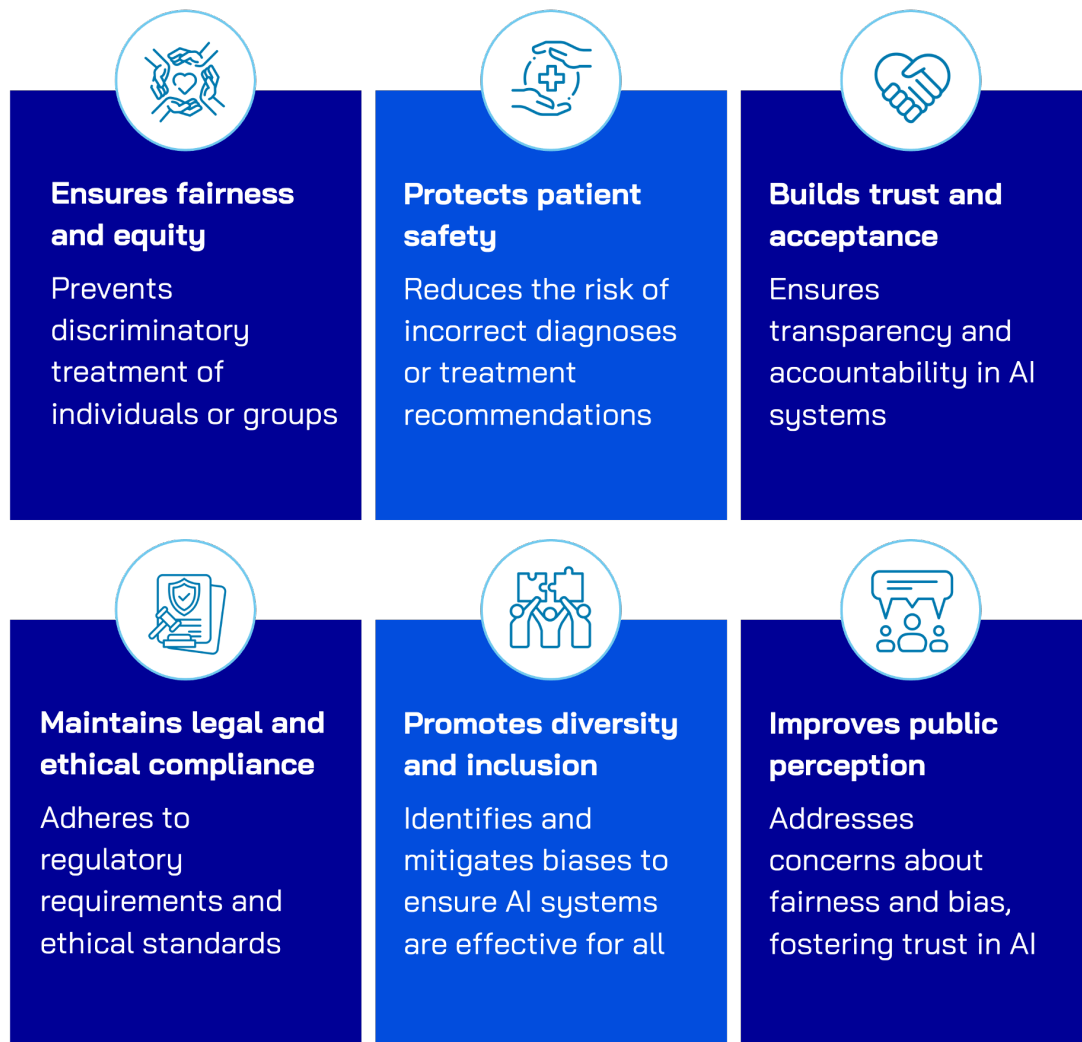 Ensures fairness
and equity
Prevents
discriminatory
treatment of
individuals or groups
Protects patient
safety
Reduces the risk of
incorrect diagnoses
or treatment
recommendations
Builds trust and
acceptance
Ensures
transparency and
accountability in AI
systems
Maintains legal and
ethical compliance
Adheres to
regulatory
requirements and
ethical standards
Promotes diversity
and inclusion
Identifies and
mitigates biases to
ensure AI systems
are effective for all
Improves public
perception
Addresses
concerns about
fairness and bias,
fostering trust in AI